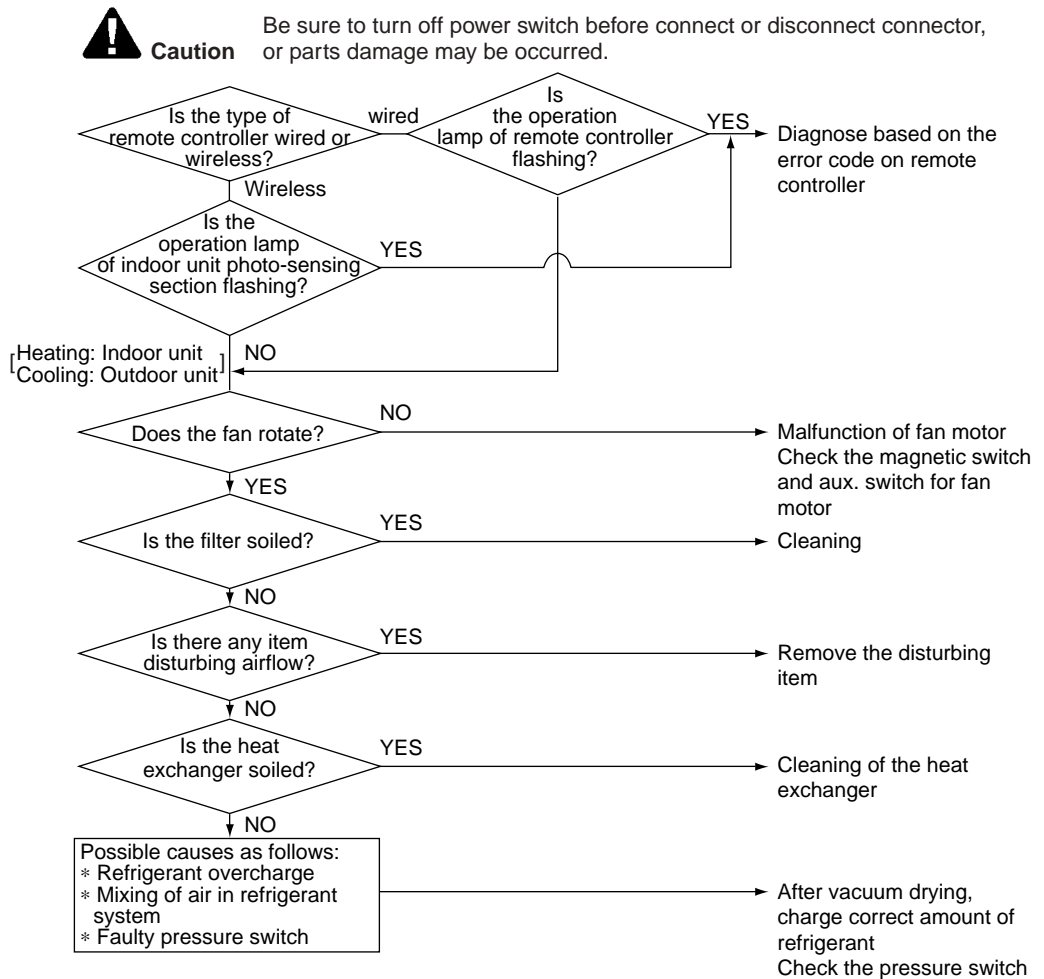 Be sure to turn off power switch before connect or disconnect connector,
Caution or parts damage may be occurred.
Is the type of
remote controller wired or
wireless?
wired
Is
the operation
lamp of remote controller
flashing?
YES
Diagnose based on the
error code on remote
controller
Wireless
Is the
operation lamp
of indoor unit photo-sensing
section flashing?
YES
[Heating: Indoor unit
Cooling: Outdoor unit]
NO
Does the fan rotate?
NO
Malfunction of fan motor
Check the magnetic switch
and aux. switch for fan
motor
YES
Is the filter soiled?
YES
Cleaning
NO
Is there any item
disturbing airflow?
YES
Remove the disturbing
item
NO
Is the heat
exchanger soiled?
YES
Cleaning of the heat
exchanger
NO
Possible causes as follows:
* Refrigerant overcharge
* Mixing of air in refrigerant
system
* Faulty pressure switch
After vacuum drying,
charge correct amount of
refrigerant
Check the pressure switch